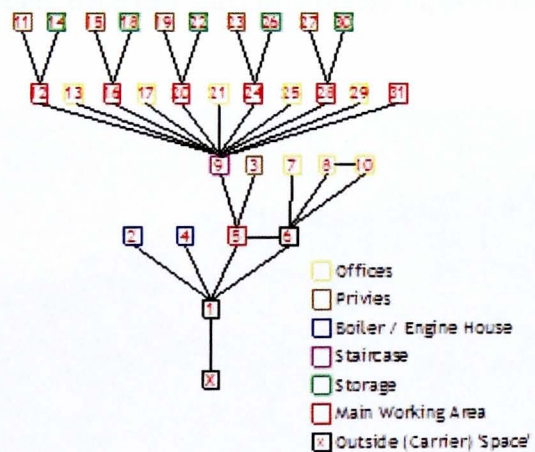 11 14 15 18 19 22 23 26 27 30
12 13 16 17 20 21 24 25 28 29 31
9 3 7 8 10
2 4 5 6
1
X
Offices
Privies
Boiler / Engine House
Staircase
Storage
Main Working Area
X Outside (Carrier) 'Space'